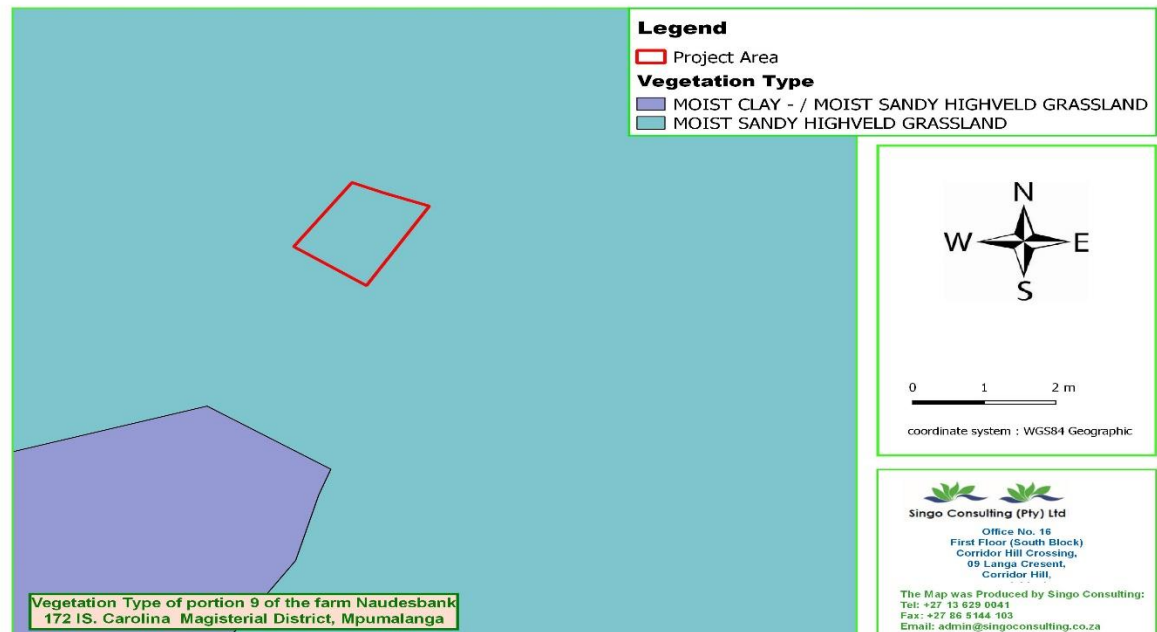 Legend
Project Area
Vegetation Type
MOIST CLAY - / MOIST SANDY HIGHVELD GRASSLAND
MOIST SANDY HIGHVELD GRASSLAND
N
W E
S
0 1 2 m
coordinate system : WGS84 Geographic
Singo Consulting (Pty) Ltd
Office No. 16
First Floor (South Block)
Corridor Hill Crossing,
09 Langa Cresent,
Corridor Hill,
The Map was Produced by Singo Consulting:
Tel: +27 13 629 0041
Fax: +27 86 5144 103
Email: admin@singoconsulting.co.za
Vegetation Type of portion 9 of the farm Naudesbank
172 IS. Carolina Magisterial District, Mpumalanga